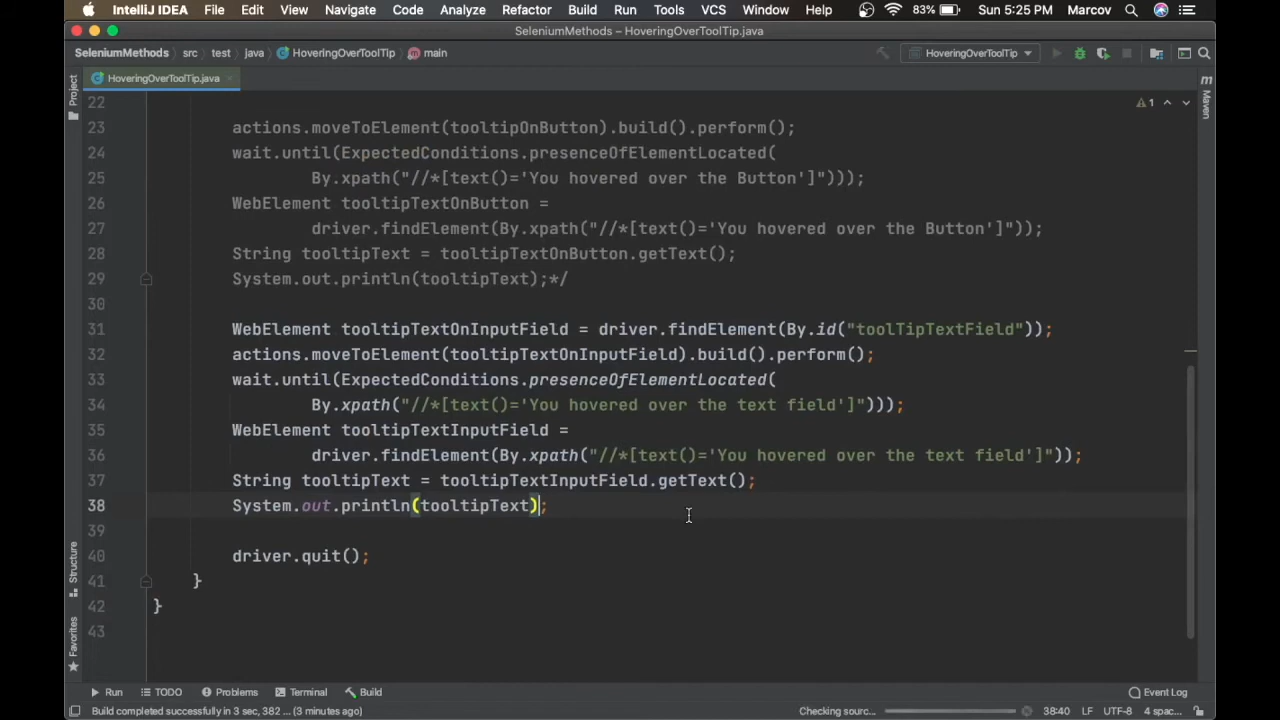 IntelliJ IDEA File Edit View Navigate Code Analyze Refactor Build Run Tools VCS Window Help 83% Sun 5:25 PM Marcov
SeleniumMethods – HoveringOverToolTip.java
SeleniumMethods src test java HoveringOverToolTip main HoveringOverToolTip
HoveringOverToolTip.java
Project
Maven
Structure
Favorites
1
22
23 actions.moveToElement(tooltipOnButton).build().perform();
24 wait.until(ExpectedConditions.presenceOfElementLocated(
25 By.xpath("//*[text()='You hovered over the Button']")));
26 WebElement tooltipTextOnButton =
27 driver.findElement(By.xpath("//*[text()='You hovered over the Button']"));
28 String tooltipText = tooltipTextOnButton.getText();
29 System.out.println(tooltipText);*/
30
31 WebElement tooltipTextOnInputField = driver.findElement(By.id("toolTipTextField"));
32 actions.moveToElement(tooltipTextOnInputField).build().perform();
33 wait.until(ExpectedConditions.presenceOfElementLocated(
34 By.xpath("//*[text()='You hovered over the text field']")));
35 WebElement tooltipTextInputField =
36 driver.findElement(By.xpath("//*[text()='You hovered over the text field']"));
37 String tooltipText = tooltipTextInputField.getText();
38 System.out.println(tooltipText);
39
40 driver.quit();
41 }
42 }
43
Run TODO Problems Terminal Build Event Log
Build completed successfully in 3 sec, 382 ... (3 minutes ago) Checking sourc... 38:40 LF UTF-8 4 spac...